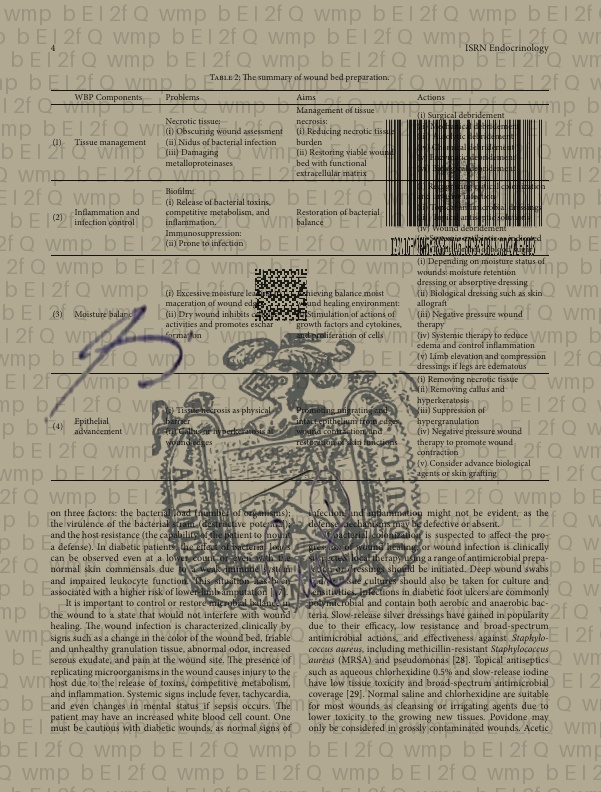 4
ISRN Endocrinology
TABLE 2: The summary of wound bed preparation.
WBP Components Problems Aims Actions
(1) Tissue management
Necrotic tissue;
(i) Obscuring wound assessment
(ii) Nidus of bacterial infection
(iii) Damaging
metalloproteinases
Management of tissue
necrosis:
(i) Reducing necrotic tissue
burden
(ii) Restoring viable wound
bed with functional
extracellular matrix
(i) Surgical debridement
(2) Inflammation and
infection control
Biofilm;
(i) Release of bacterial toxins,
competitive metabolism, and
inflammation.
Immunosuppression:
(ii) Prone to infection
Restoration of bacterial
balance
(iv) Wound debridement
(3) Moisture balance
(i) Excessive moisture
maceration of wound
(ii) Dry wound inhibits
activities and promotes eschar
formation
Achieving balance moist
wound healing environment:
Stimulation of actions of
growth factors and cytokines,
and proliferation of cells
(i) Depending on moisture status of
wounds: moisture retention
dressing or absorptive dressing
(ii) Biological dressing such as skin
allograft
(iii) Negative pressure wound
therapy
(iv) Systemic therapy to reduce
edema and control inflammation
(v) Limb elevation and compression
dressings if legs are edematous
(4) Epithelial
advancement
(i) Tissue necrosis as physical
barrier
(ii) Callus or hyperkeratosis at
wound edges
Promoting migrating and
intact epithelium from edges,
wound contraction and
restoration of skin functions
(i) Removing necrotic tissue
(ii) Removing callus and
hyperkeratosis
(iii) Suppression of
hypergranulation
(iv) Negative pressure wound
therapy to promote wound
contraction
(v) Consider advance biological
agents or skin grafting
on three factors: the bacterial load (number of organisms);
the virulence of the bacterial strain (destructive potential);
and the host resistance (the capability of the patient to mount
a defense). In diabetic patients the effect of bacterial loads
can be observed even at a lower count or even with the
normal skin commensals due to a weak immune system
and impaired leukocyte function. This situation has been
associated with a higher risk of lower limb amputation
It is important to control or restore microbial balance in
the wound to a state that would not interfere with wound
healing. The wound infection is characterized clinically by
signs such as a change in the color of the wound bed, friable
and unhealthy granulation tissue, abnormal odor, increased
serous exudate, and pain at the wound site. The presence of
replicating microorganisms in the wound causes injury to the
host due to the release of toxins, competitive metabolism,
and inflammation. Systemic signs include fever, tachycardia,
and even changes in mental status if sepsis occurs. The
patient may have an increased white blood cell count. One
must be cautious with diabetic wounds, as normal signs of
infection and inflammation might not be evident, as the
defense mechanisms may be defective or absent.
bacterial colonization is suspected to affect the pro-
gression of wound healing or wound infection is clinically
suspected, local therapy using a range of antimicrobial prepa-
rations or dressings should be initiated. Deep wound swabs
tissue cultures should also be taken for culture and
sensitivities. Infections in diabetic foot ulcers are commonly
polymicrobial and contain both aerobic and anaerobic bac-
teria. Slow-release silver dressings have gained in popularity
due to their efficacy, low resistance and broad-spectrum
antimicrobial actions, and effectiveness against Staphylo-
coccus aureus, including methicillin-resistant Staphylococcus
aureus (MRSA) and pseudomonas [28]. Topical antiseptics
such as aqueous chlorhexidine 0.5% and slow-release iodine
have low tissue toxicity and broad-spectrum antimicrobial
coverage [29]. Normal saline and chlorhexidine are suitable
for most wounds as cleansing or irrigating agents due to
lower toxicity to the growing new tissues. Povidone may
only be considered in grossly contaminated wounds. Acetic